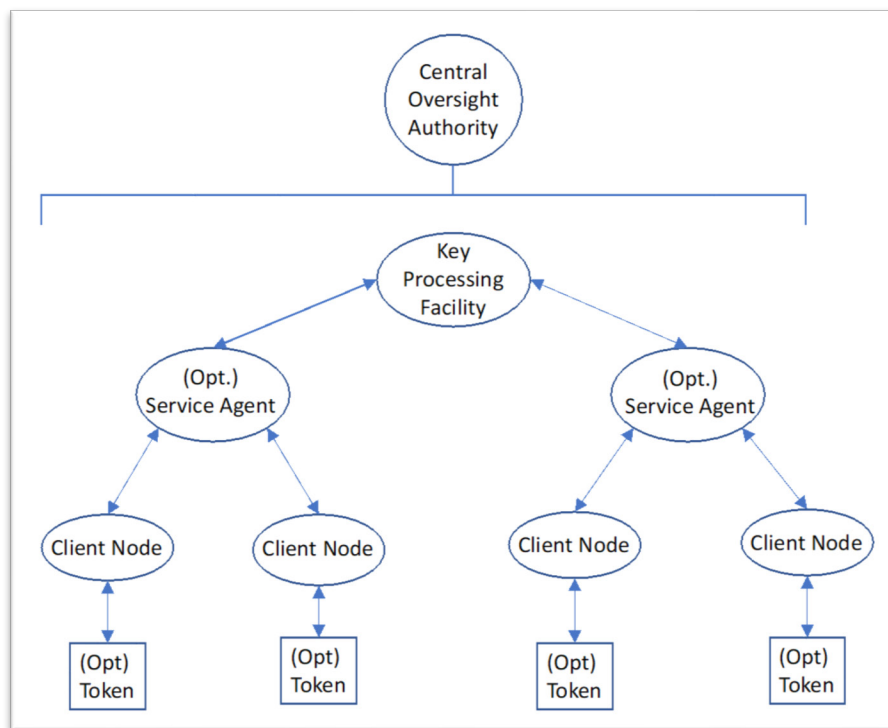 Central
Oversight
Authority
Key
Processing
Facility
(Opt.)
Service Agent
(Opt.)
Service Agent
Client Node
Client Node
Client Node
Client Node
(Opt)
Token
(Opt)
Token
(Opt)
Token
(Opt)
Token